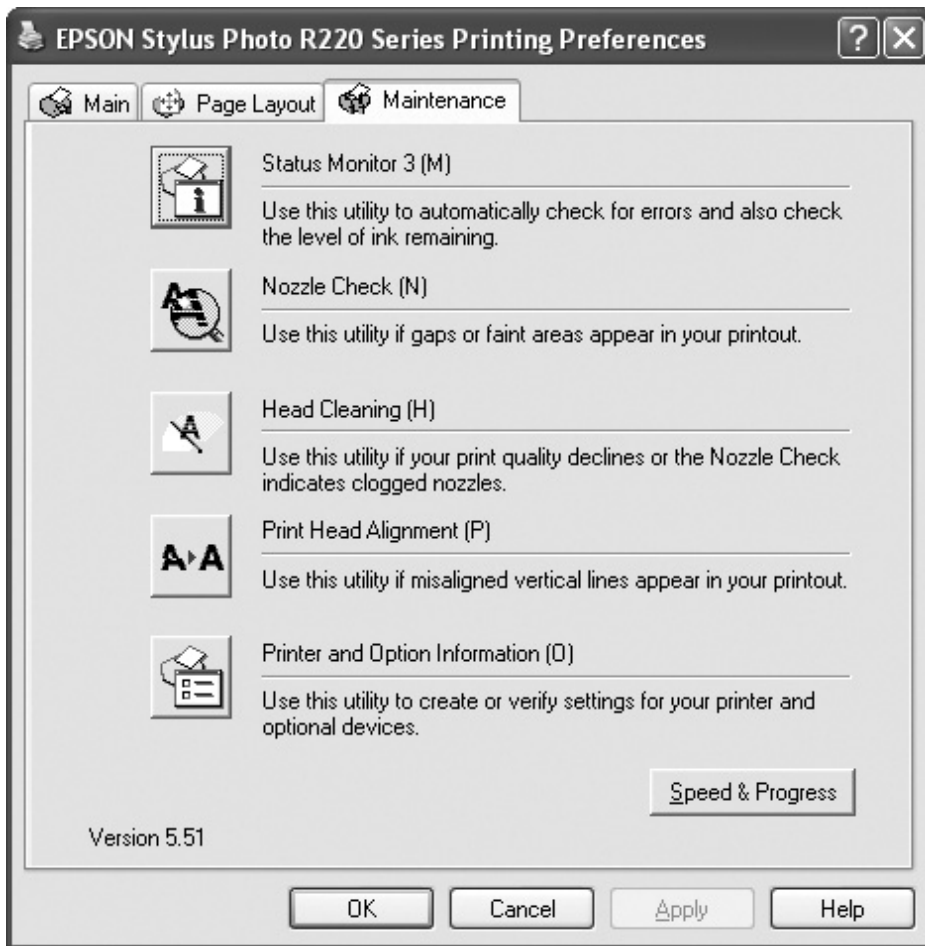 EPSON Stylus Photo R220 Series Printing Preferences
Main
Page Layout
Maintenance
Status Monitor 3 (M)
Use this utility to automatically check for errors and also check
the level of ink remaining.
Nozzle Check (N)
Use this utility if gaps or faint areas appear in your printout.
Head Cleaning (H)
Use this utility if your print quality declines or the Nozzle Check
indicates clogged nozzles.
Print Head Alignment (P)
Use this utility if misaligned vertical lines appear in your printout.
Printer and Option Information (O)
Use this utility to create or verify settings for your printer and
optional devices.
Speed & Progress
Version 5.51
OK
Cancel
Apply
Help